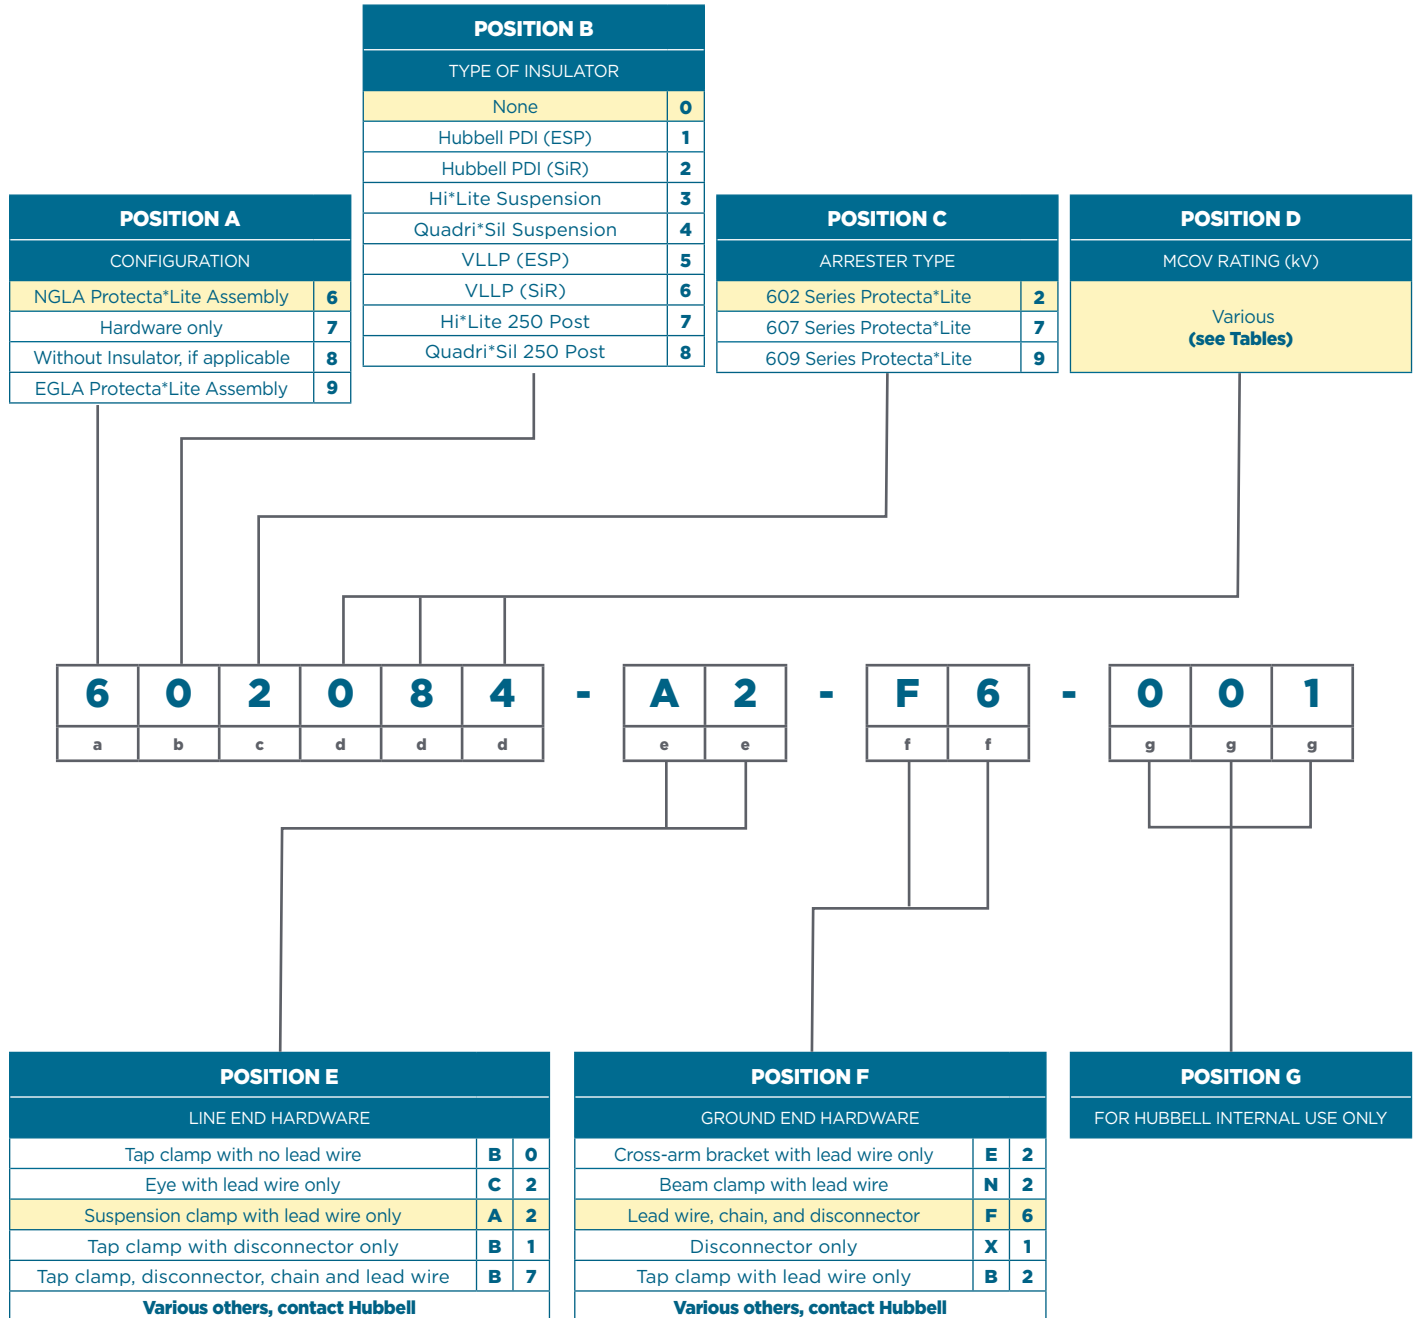 POSITION B
TYPE OF INSULATOR
None 0
Hubbell PDI (ESP) 1
Hubbell PDI (SiR) 2
Hi*Lite Suspension 3
Quadri*Sil Suspension 4
VLLP (ESP) 5
VLLP (SiR) 6
Hi*Lite 250 Post 7
Quadri*Sil 250 Post 8
POSITION A
CONFIGURATION
NGLA Protecta*Lite Assembly 6
Hardware only 7
Without Insulator, if applicable 8
EGLA Protecta*Lite Assembly 9
POSITION C
ARRESTER TYPE
602 Series Protecta*Lite 2
607 Series Protecta*Lite 7
609 Series Protecta*Lite 9
POSITION D
MCOV RATING (kV)
Various
(see Tables)
6 0 2 0 8 4 - A 2 - F 6 - 0 0 1
a b c d d d e e f f g g g
POSITION E
LINE END HARDWARE
Tap clamp with no lead wire B 0
Eye with lead wire only C 2
Suspension clamp with lead wire only A 2
Tap clamp with disconnector only B 1
Tap clamp, disconnector, chain and lead wire B 7
Various others, contact Hubbell
POSITION F
GROUND END HARDWARE
Cross-arm bracket with lead wire only E 2
Beam clamp with lead wire N 2
Lead wire, chain, and disconnector F 6
Disconnector only X 1
Tap clamp with lead wire only B 2
Various others, contact Hubbell
POSITION G
FOR HUBBELL INTERNAL USE ONLY